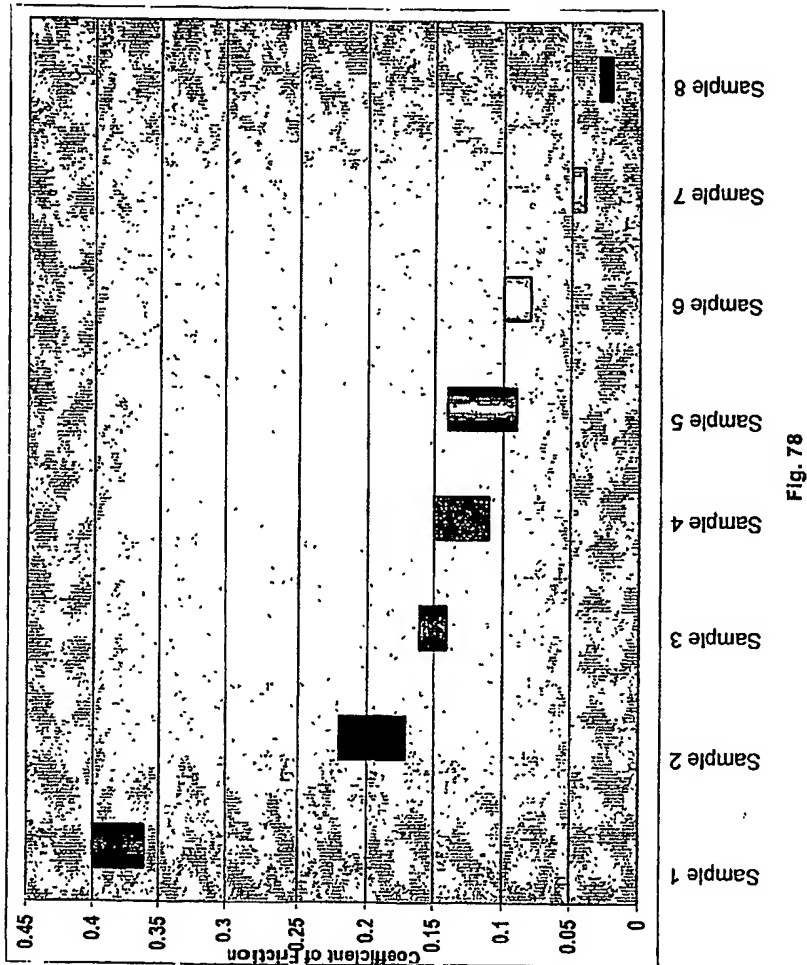 0.45
0.4
0.35
0.3
0.25
0.2
0.15
0.1
0.05
0
Coefficient of Friction
Sample 1
Sample 2
Sample 3
Sample 4
Sample 5
Sample 6
Sample 7
Sample 8
Fig. 78